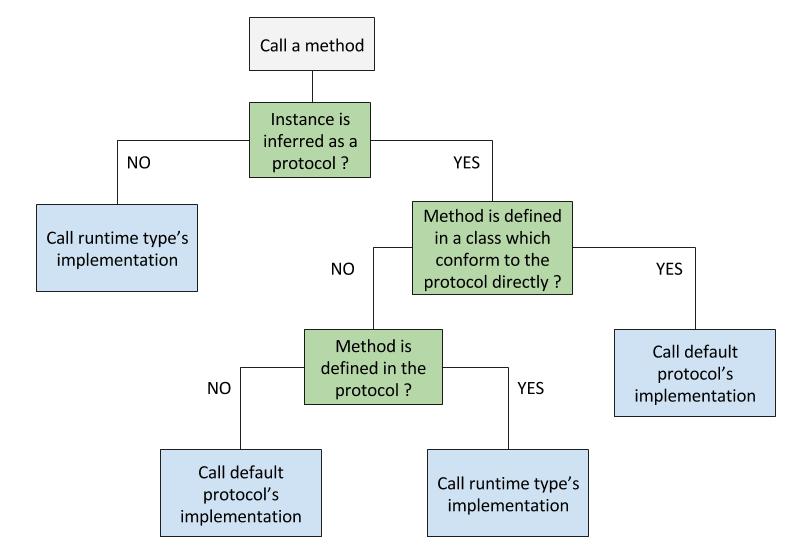 Call a method
Instance is
inferred as a
protocol ?
NO
YES
Call runtime type's
implementation
Method is defined
in a class which
conform to the
protocol directly ?
NO
YES
Method is
defined in the
protocol ?
Call default
protocol's
implementation
NO
YES
Call default
protocol's
implementation
Call runtime type's
implementation